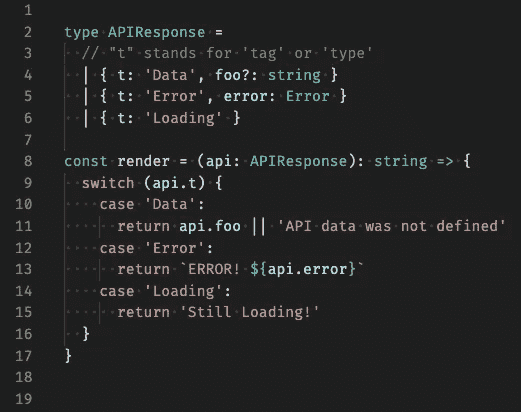 1
2 type APIResponse =
3   // "t" stands for 'tag' or 'type'
4   | { t: 'Data', foo?: string }
5   | { t: 'Error', error: Error }
6   | { t: 'Loading' }
7
8 const render = (api: APIResponse): string => {
9   switch (api.t) {
10     case 'Data':
11       return api.foo || 'API data was not defined'
12     case 'Error':
13       return `ERROR! ${api.error}`
14     case 'Loading':
15       return 'Still Loading!'
16   }
17 }
18
19